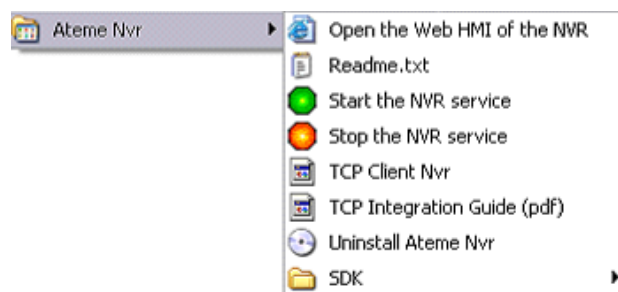 Ateme Nvr
Open the Web HMI of the NVR
Readme.txt
Start the NVR service
Stop the NVR service
TCP Client Nvr
TCP Integration Guide (pdf)
Uninstall Ateme Nvr
SDK